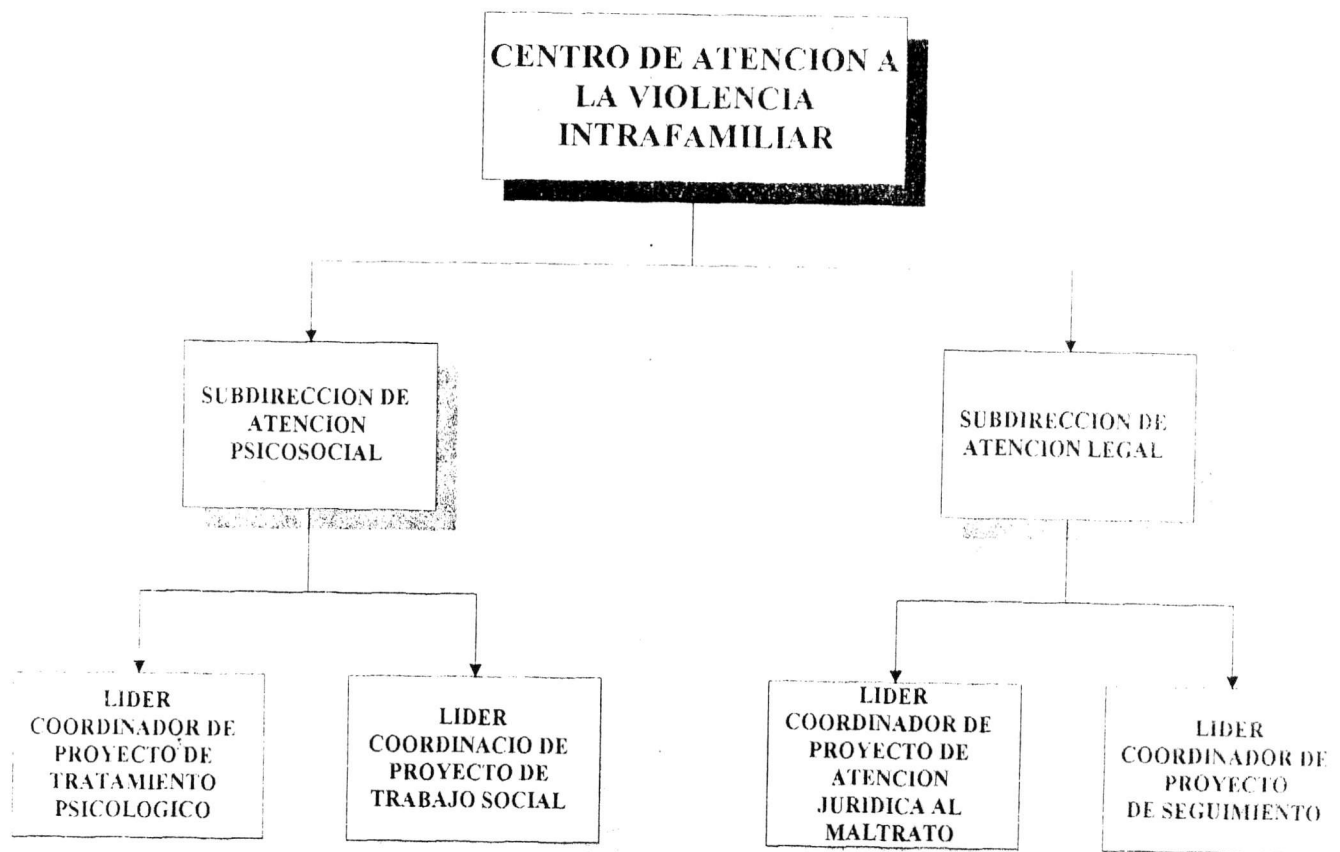 CENTRO DE ATENCION A
LA VIOLENCIA
INTRAFAMILIAR
SUBDIRECCION DE
ATENCION
PSICOSOCIAL
SUBDIRECCION DE
ATENCION LEGAL
LIDER
COORDINADOR DE
PROYECTO DE
TRATAMIENTO
PSICOLOGICO
LIDER
COORDINACIO DE
PROYECTO DE
TRABAJO SOCIAL
LIDER
COORDINADOR DE
PROYECTO DE
ATENCION
JURIDICA AL
MALTRATO
LIDER
COORDINADOR DE
PROYECTO
DE SEGUIMIENTO